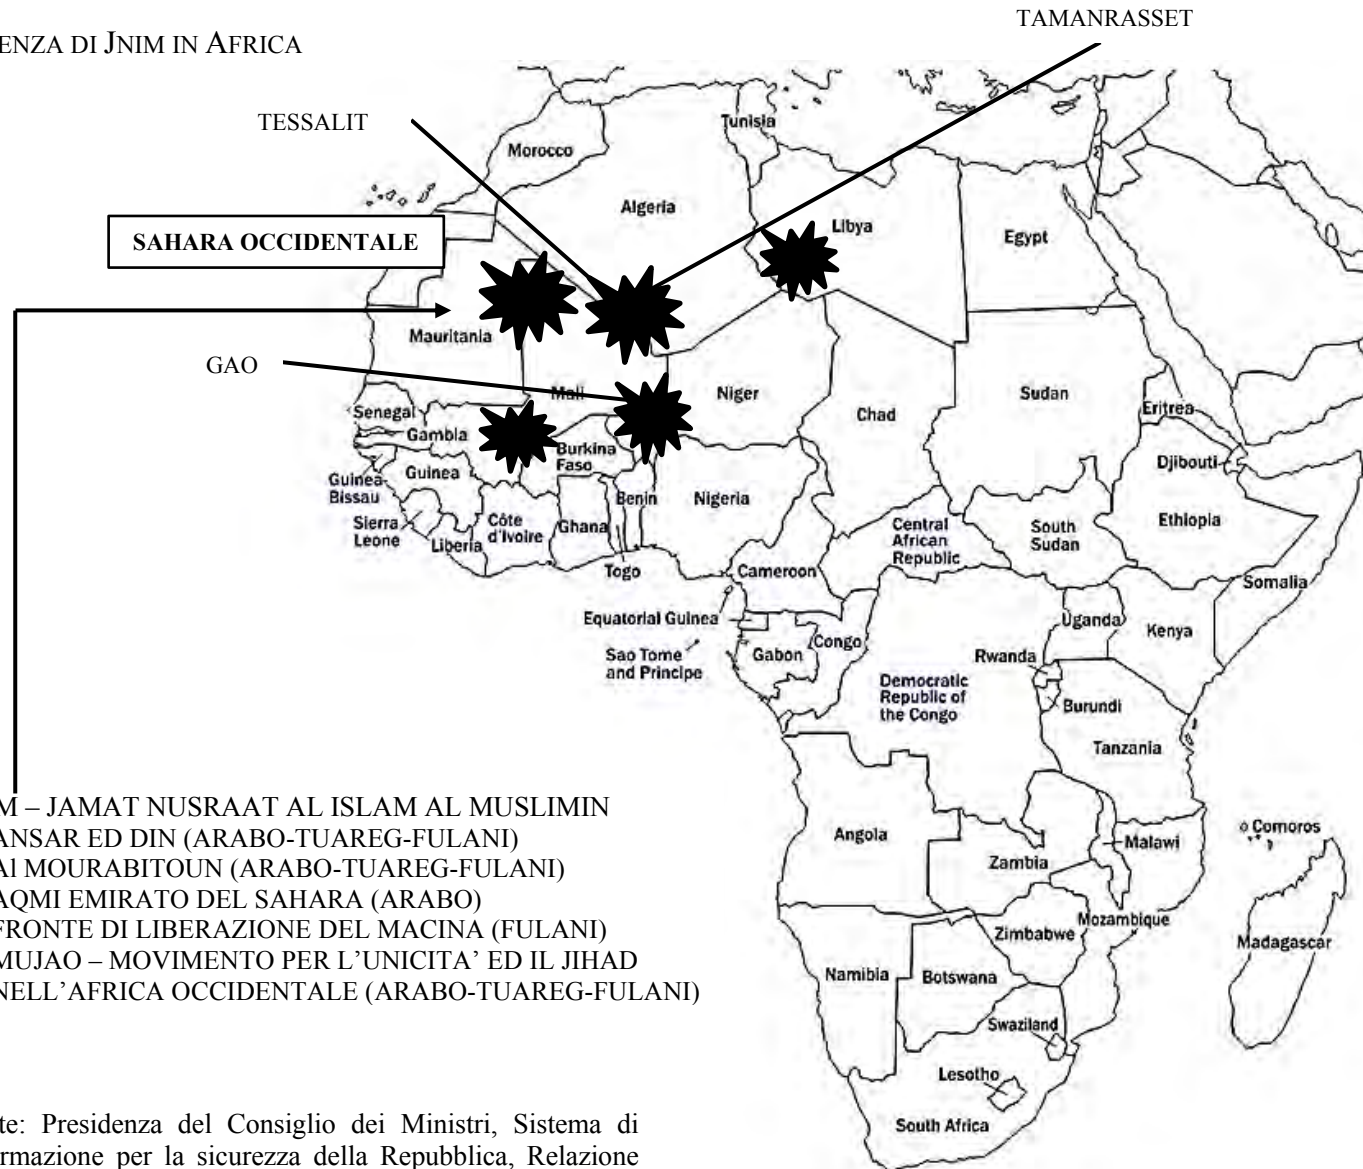 TAMANRASSET
ENZA DI JNIM IN AFRICA
TESSALIT
Tunisia
Morocco
Algeria
Libya
Egypt
SAHARA OCCIDENTALE
Mauritania
GAO
Mali
Niger
Chad
Sudan
Eritrea
Senegal
Gambia
Burkina
Faso
Djibouti
Guinea-
Bissau
Guinea
Benin
Nigeria
Sierra
Leone
Liberia
Côte
d'Ivoire
Ghana
Togo
Cameroon
Central
African
Republic
South
Sudan
Ethiopia
Somalia
Equatorial Guinea
Sao Tome
and Principe
Gabon
Congo
Uganda
Kenya
Rwanda
Democratic
Republic of
the Congo
Burundi
Tanzania
M – JAMAT NUSRAAT AL ISLAM AL MUSLIMIN
ANSAR ED DIN (ARABO-TUAREG-FULANI)
Al MOURABITOUN (ARABO-TUAREG-FULANI)
AQMI EMIRATO DEL SAHARA (ARABO)
FRONTE DI LIBERAZIONE DEL MACINA (FULANI)
MUJAO – MOVIMENTO PER L'UNICITA' ED IL JIHAD
NELL'AFRICA OCCIDENTALE (ARABO-TUAREG-FULANI)
Angola
Zambia
Malawi
Comoros
Mozambique
Zimbabwe
Madagascar
Namibia
Botswana
Swaziland
Lesotho
South Africa
te: Presidenza del Consiglio dei Ministri, Sistema di
rmazione per la sicurezza della Repubblica, Relazione